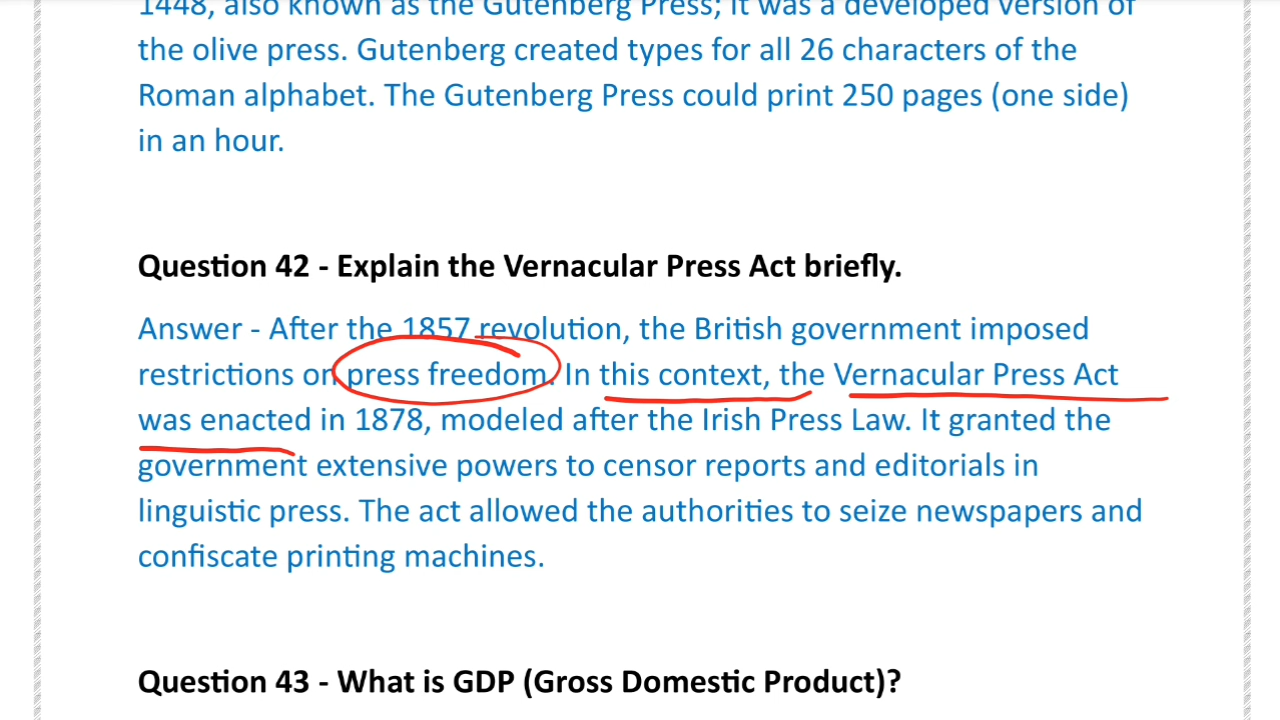 1448, also known as the Gutenberg Press; it was a developed version of
the olive press. Gutenberg created types for all 26 characters of the
Roman alphabet. The Gutenberg Press could print 250 pages (one side)
in an hour.
Question 42 - Explain the Vernacular Press Act briefly.
Answer - After the 1857 revolution, the British government imposed
restrictions on press freedom. In this context, the Vernacular Press Act
was enacted in 1878, modeled after the Irish Press Law. It granted the
government extensive powers to censor reports and editorials in
linguistic press. The act allowed the authorities to seize newspapers and
confiscate printing machines.
Question 43 - What is GDP (Gross Domestic Product)?